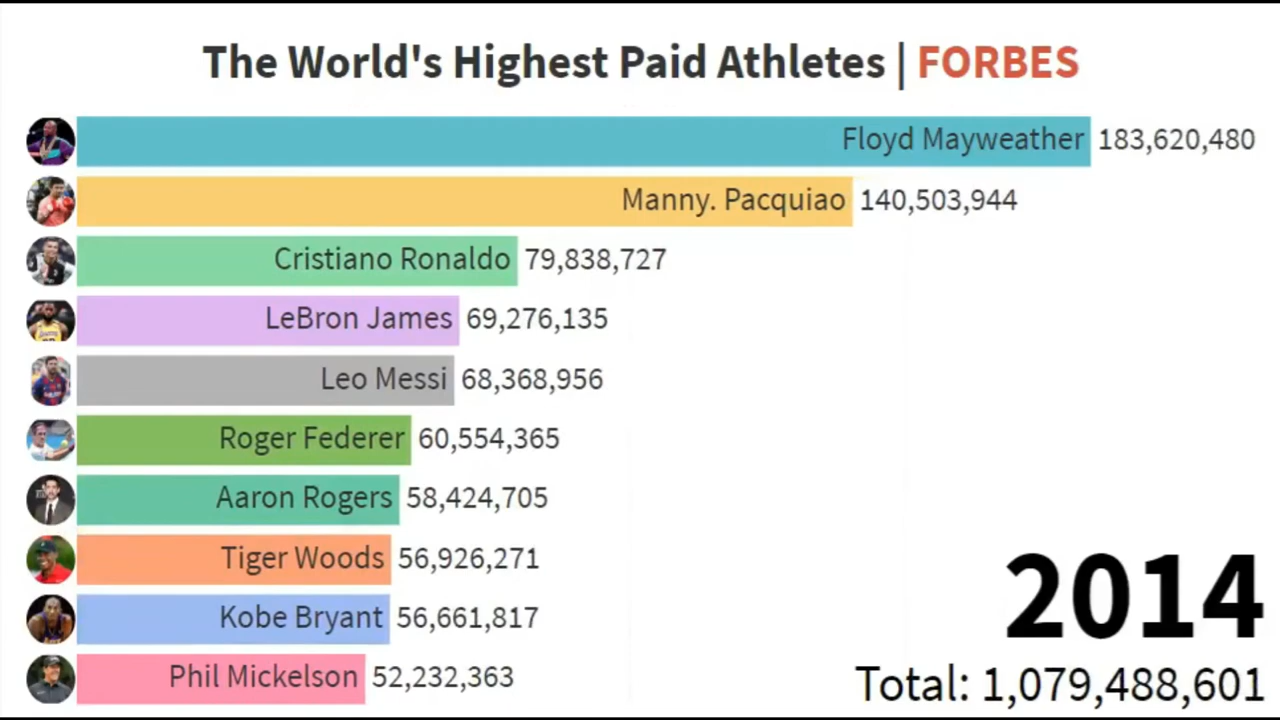 The World's Highest Paid Athletes | FORBES
Floyd Mayweather 183,620,480
Manny. Pacquiao 140,503,944
Cristiano Ronaldo 79,838,727
LeBron James 69,276,135
Leo Messi 68,368,956
Roger Federer 60,554,365
Aaron Rogers 58,424,705
Tiger Woods 56,926,271
Kobe Bryant 56,661,817
Phil Mickelson 52,232,363
2014
Total: 1,079,488,601